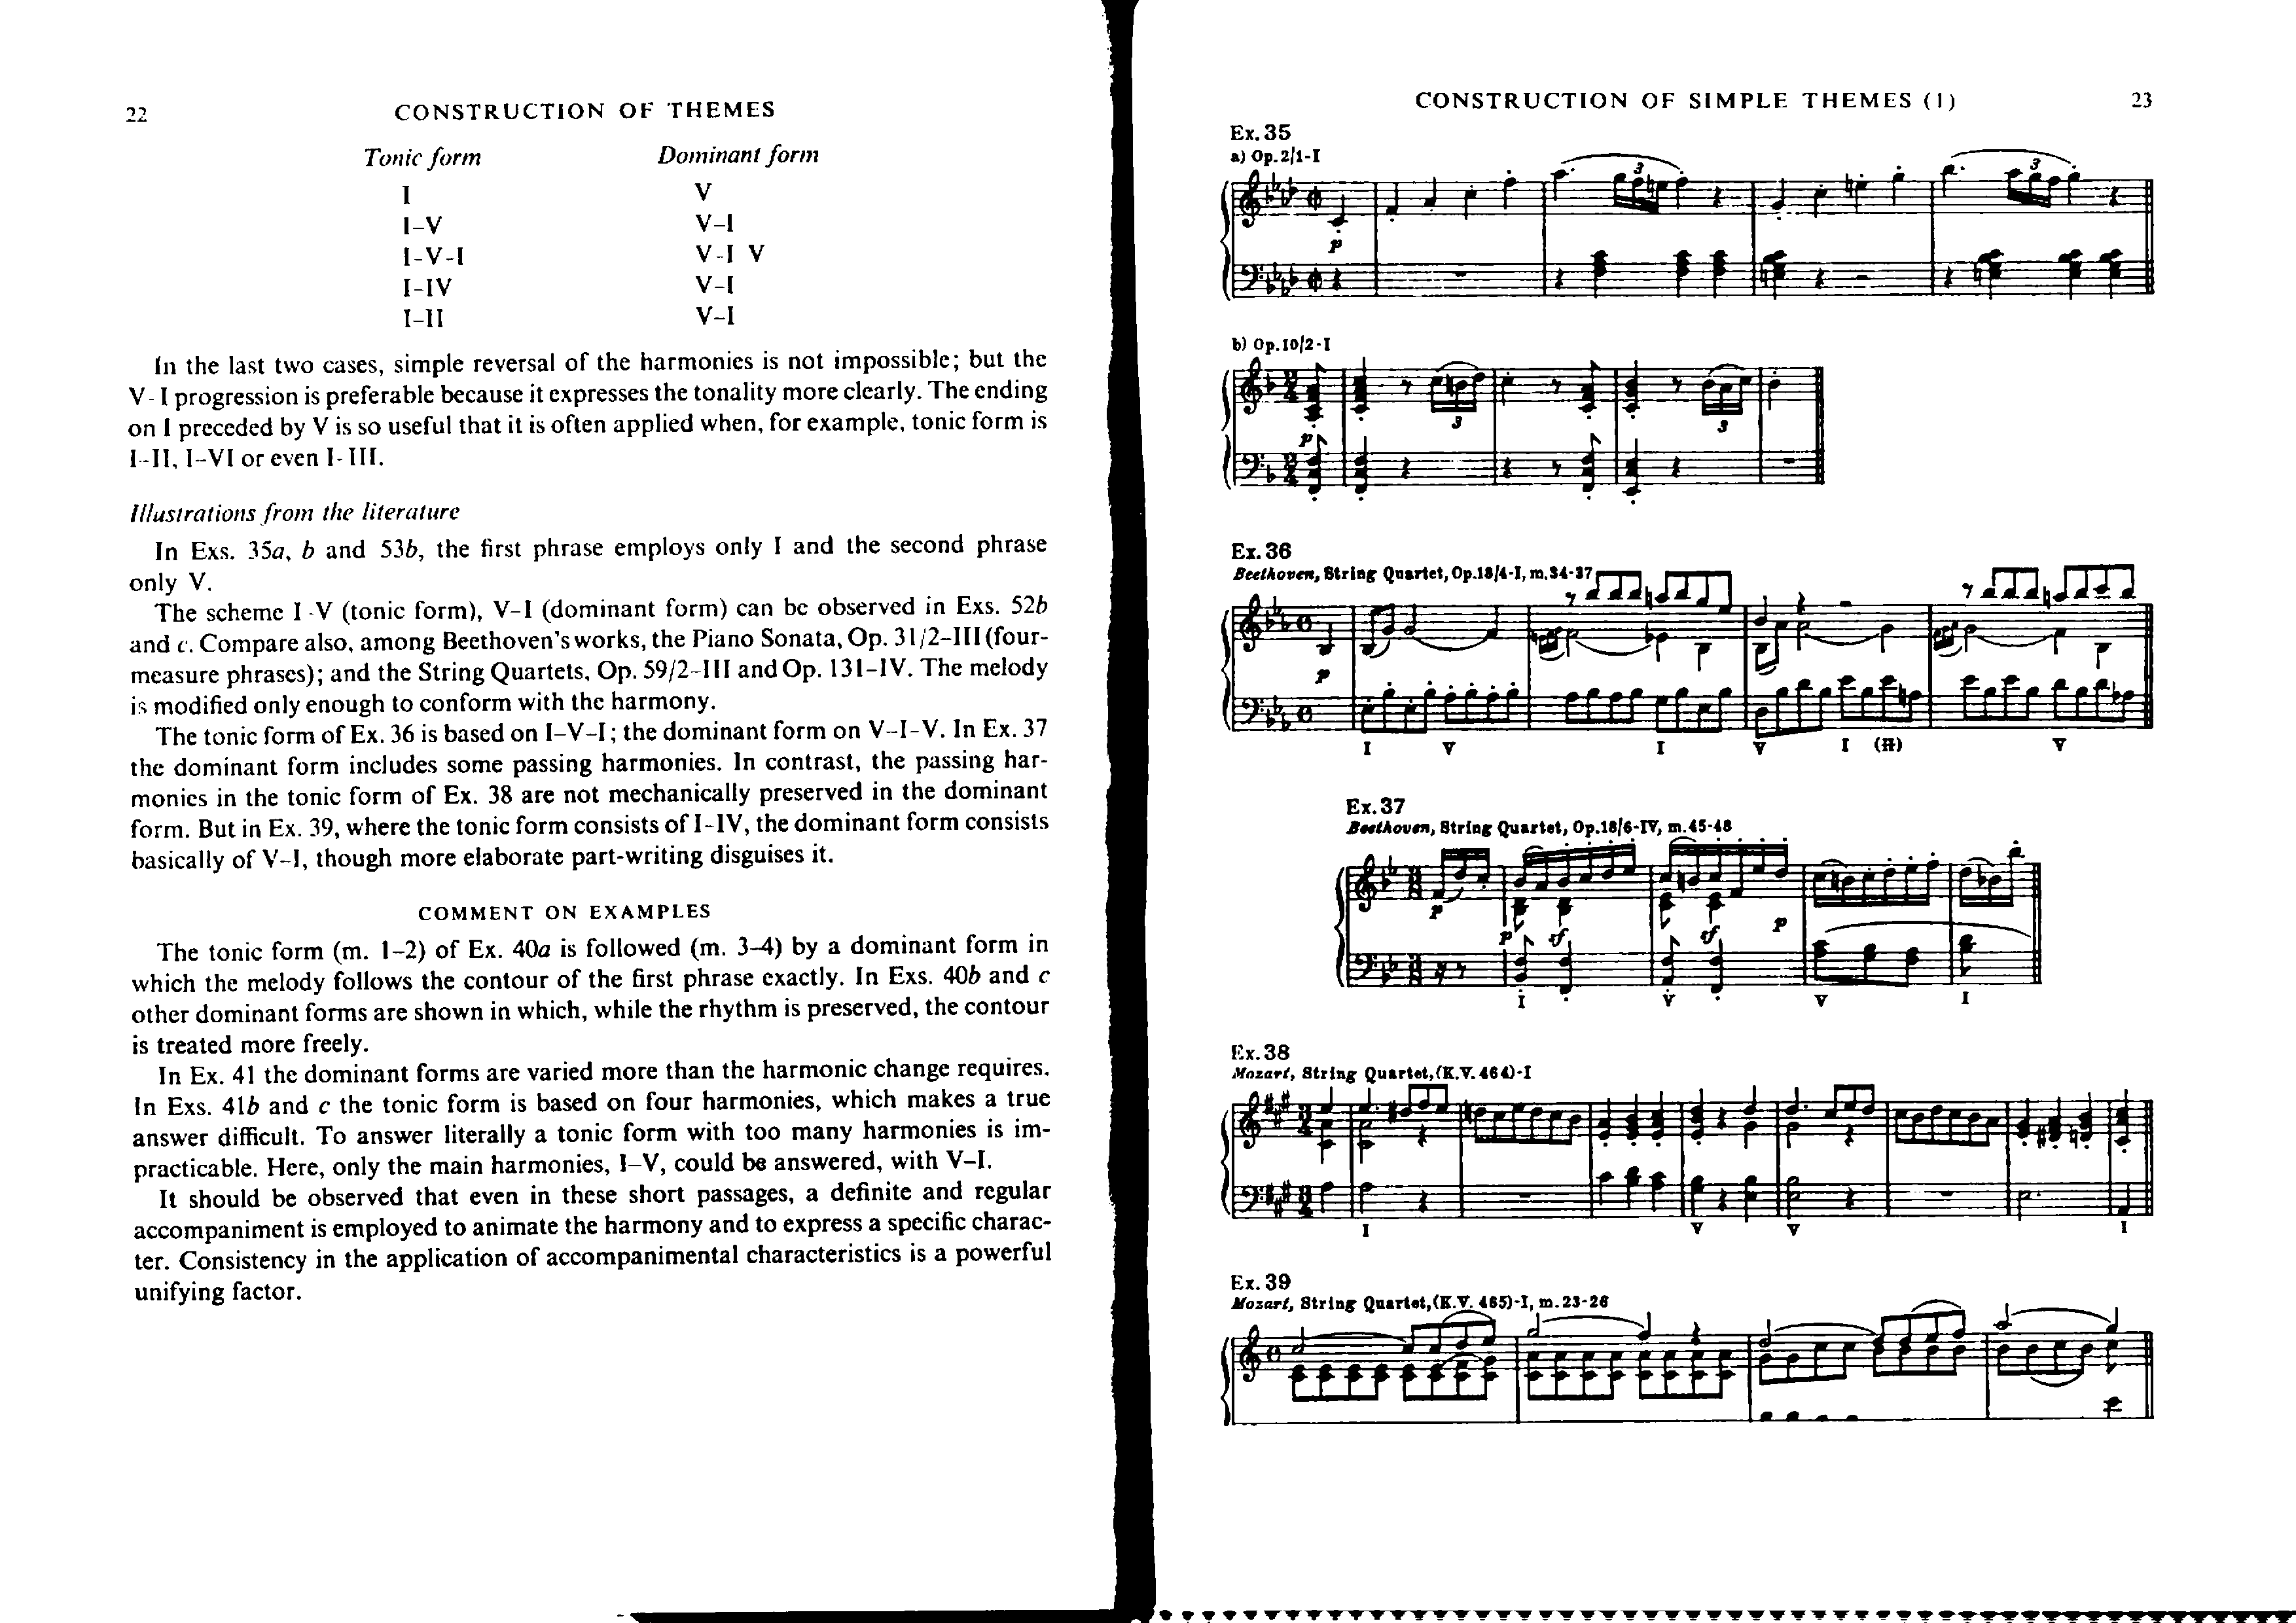 22
CONSTRUCTION OF THEMES
Tonic form Dominant form
I V
I–V V–I
I-V-I V-I V
I-IV V-I
I–II V–I
In the last two cases, simple reversal of the harmonies is not impossible; but the
V-I progression is preferable because it expresses the tonality more clearly. The ending
on I preceded by V is so useful that it is often applied when, for example, tonic form is
I–II, I–VI or even I-III.
Illustrations from the literature
In Exs. 35a, b and 53b, the first phrase employs only I and the second phrase
only V.
The scheme I-V (tonic form), V–I (dominant form) can be observed in Exs. 52b
and c. Compare also, among Beethoven's works, the Piano Sonata, Op. 31/2–III (four-
measure phrases); and the String Quartets, Op. 59/2–III and Op. 131–IV. The melody
is modified only enough to conform with the harmony.
The tonic form of Ex. 36 is based on I–V–I; the dominant form on V–I–V. In Ex. 37
the dominant form includes some passing harmonies. In contrast, the passing har-
monics in the tonic form of Ex. 38 are not mechanically preserved in the dominant
form. But in Ex. 39, where the tonic form consists of I–IV, the dominant form consists
basically of V–I, though more elaborate part-writing disguises it.
COMMENT ON EXAMPLES
The tonic form (m. 1–2) of Ex. 40a is followed (m. 3–4) by a dominant form in
which the melody follows the contour of the first phrase exactly. In Exs. 40b and c
other dominant forms are shown in which, while the rhythm is preserved, the contour
is treated more freely.
In Ex. 41 the dominant forms are varied more than the harmonic change requires.
In Exs. 41b and c the tonic form is based on four harmonies, which makes a true
answer difficult. To answer literally a tonic form with too many harmonies is im-
practicable. Here, only the main harmonies, I–V, could be answered, with V–I.
It should be observed that even in these short passages, a definite and regular
accompaniment is employed to animate the harmony and to express a specific charac-
ter. Consistency in the application of accompanimental characteristics is a powerful
unifying factor.
CONSTRUCTION OF SIMPLE THEMES (1)
23
Ex. 35
a) Op. 2/1-I
3 3
p
b) Op. 10/2-I
3 3
p
Ex. 36
Beethoven, String Quartet, Op.18/4-I, m.34-37
p
I V I V I (II) V
Ex. 37
Beethoven, String Quartet, Op.18/6-IV, m.45-48
p p sf sf p
I V V I
Ex. 38
Mozart, String Quartet, (K.V. 464)-I
I V V I
Ex. 39
Mozart, String Quartet, (K.V. 465)-I, m.23-26